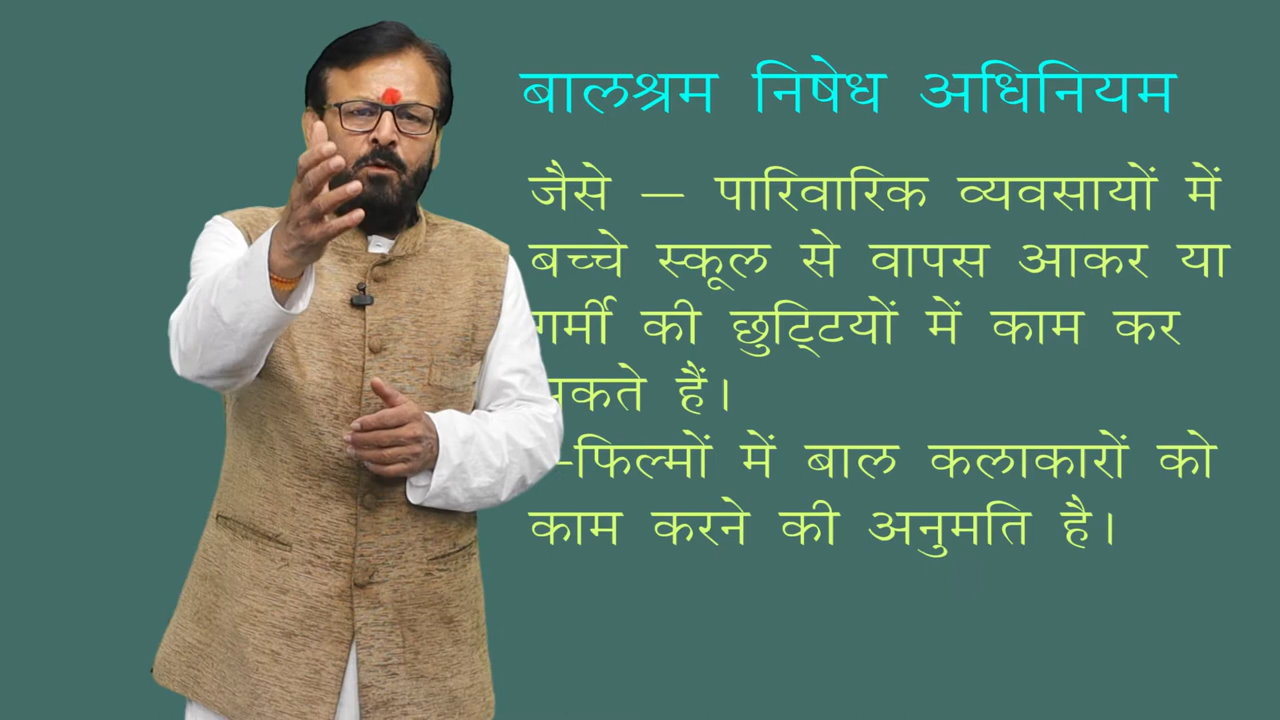 बालश्रम निषेध अधिनियम
जैसे – पारिवारिक व्यवसायों में
बच्चे स्कूल से वापस आकर या
गर्मी की छुट्टियों में काम कर
सकते हैं।
–फिल्मों में बाल कलाकारों को
काम करने की अनुमति है।